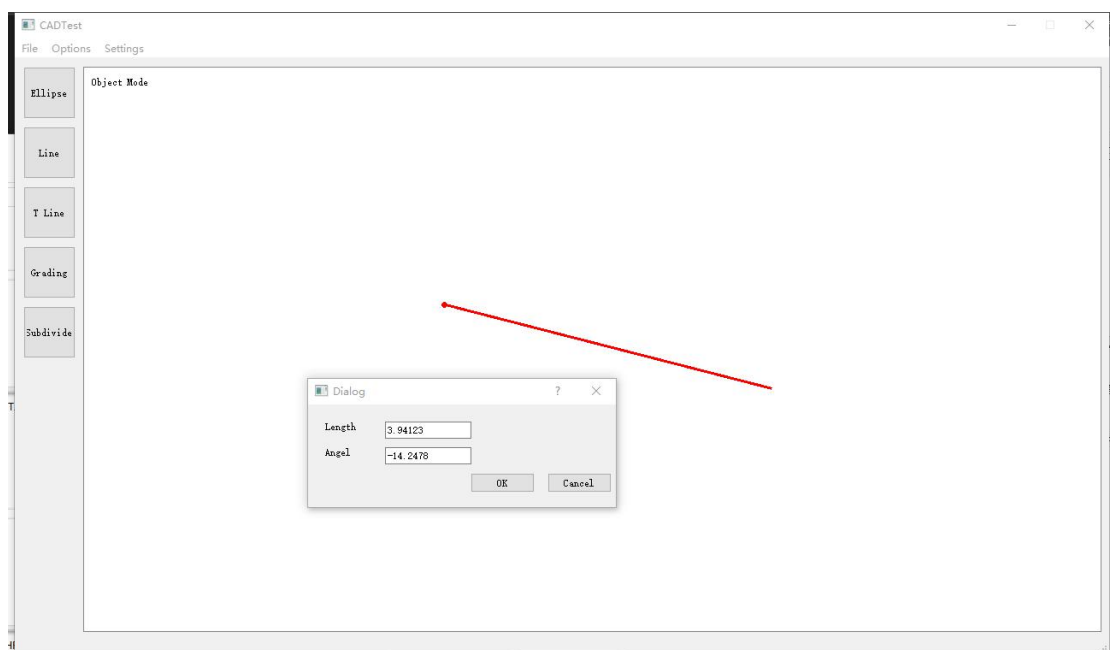 CADTest
File Options Settings
Object Mode
Ellipse
Line
T Line
Grading
Subdivide
Dialog ?
Length 3.94123
Angel -14.2478
OK Cancel